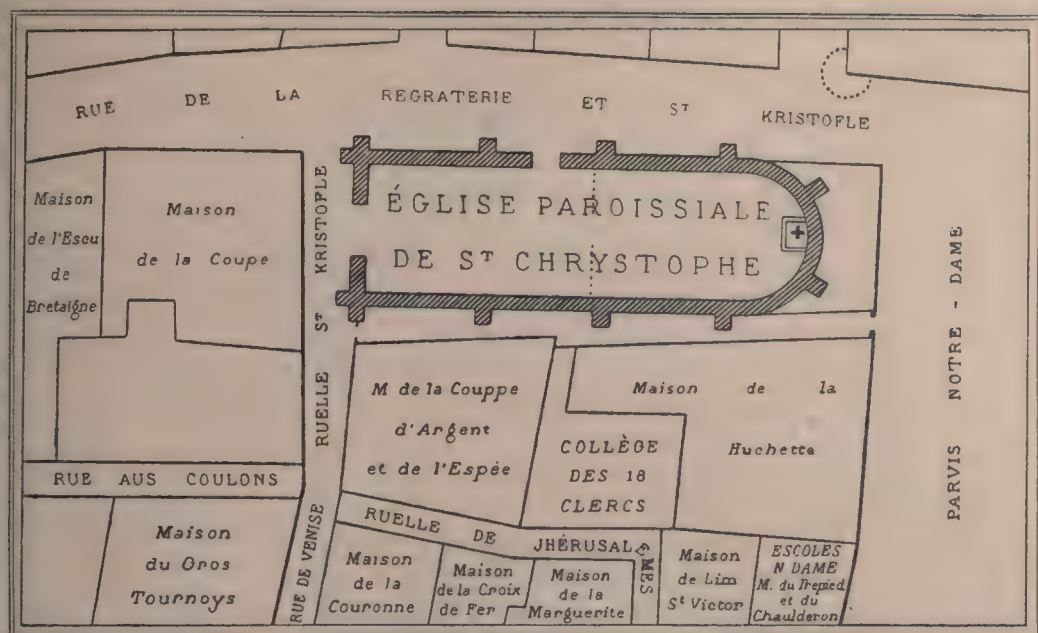 RUE DE LA REGRATERIE ET ST KRISTOFLE
Maison
de l'Escu
de
Bretaigne
Maison
de la Coupe
RUELLE ST KRISTOFLE
ÉGLISE PAROISSIALE
DE ST CHRYSTOPHE
PARVIS NOTRE-DAME
M de la Couppe
d'Argent
et de l'Espée
Maison de la
Huchette
COLLÈGE
DES 18
CLERCS
RUE AUS COULONS
Maison
du Gros
Tournoys
RUE DE VENISE
RUELLE DE JHÉRUSALEMES
Maison
de la
Couronne
Maison
de la Croix
de Fer
Maison
de la
Marguerite
Maison
de Lim
St Victor
ESCOLES
N DAME
M. du Trepied
et du
Chaulderon